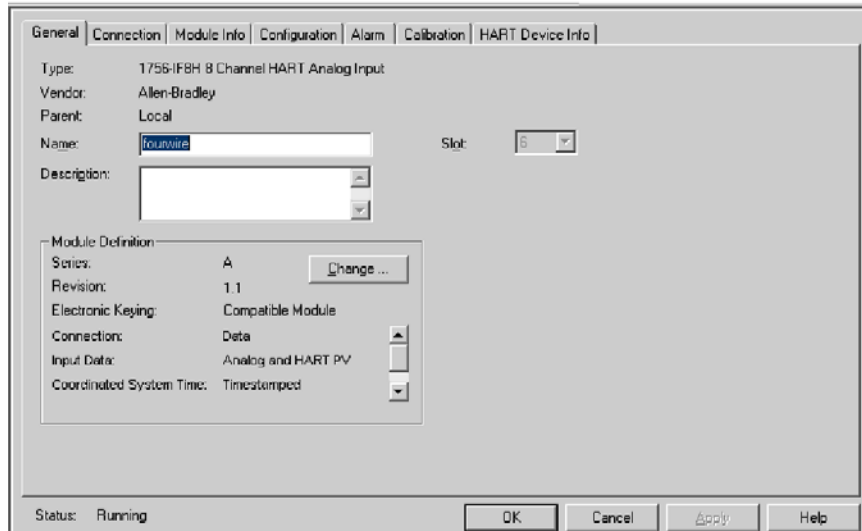 General Connection Module Info Configuration Alarm Calibration HART Device Info
Type: 1756-IF8H 8 Channel HART Analog Input
Vendor: Allen-Bradley
Parent: Local
Name: fourwire Slot: 6
Description:
Module Definition
Series: A Change ...
Revision: 1.1
Electronic Keying: Compatible Module
Connection: Data
Input Data: Analog and HART PV
Coordinated System Time: Timestamped
Status: Running OK Cancel Apply Help